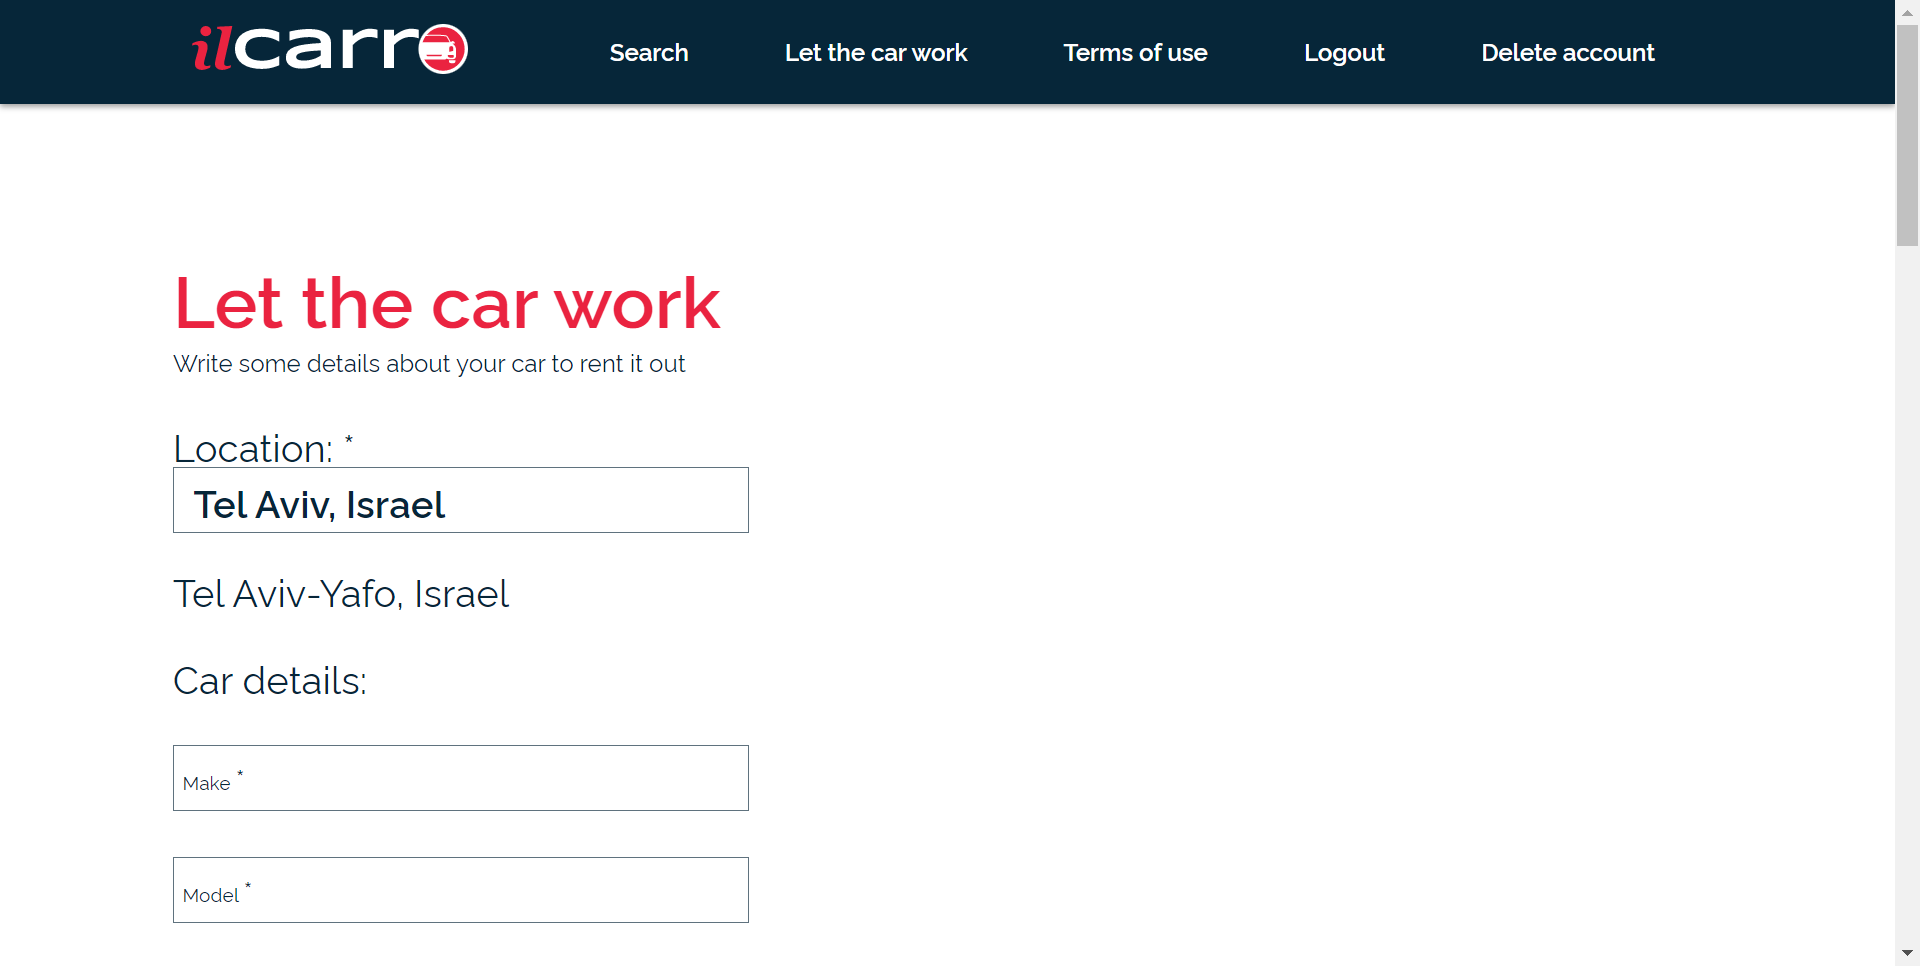 ilcarro
Search
Let the car work
Terms of use
Logout
Delete account
Let the car work
Write some details about your car to rent it out
Location: *
Tel Aviv, Israel
Tel Aviv-Yafo, Israel
Car details:
Make *
Model *